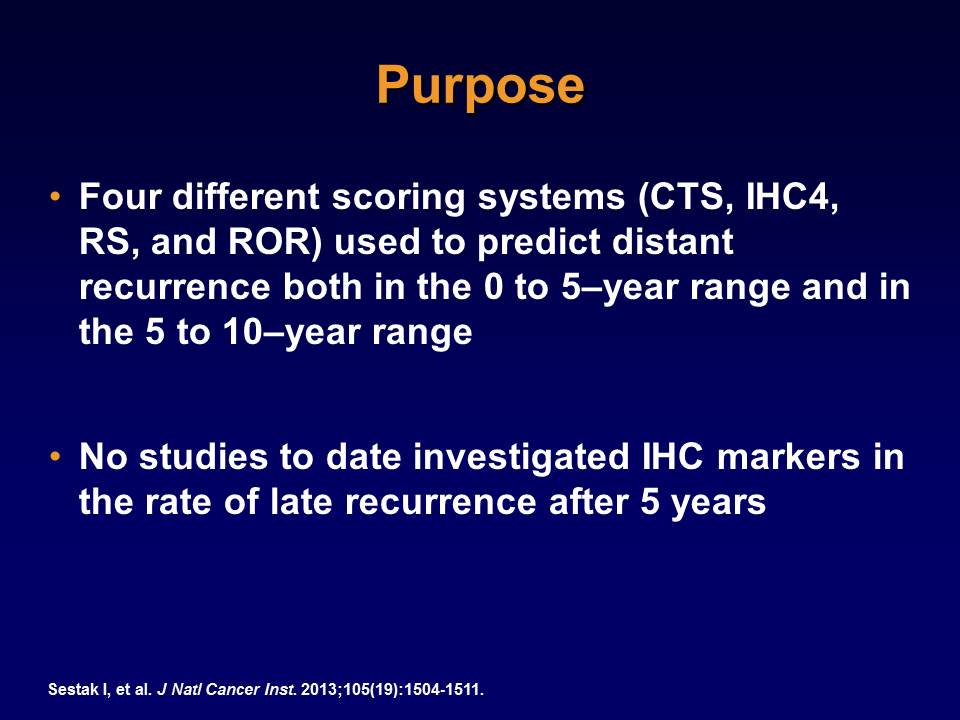 Purpose
• Four different scoring systems (CTS, IHC4,
RS, and ROR) used to predict distant
recurrence both in the 0 to 5–year range and in
the 5 to 10–year range
• No studies to date investigated IHC markers in
the rate of late recurrence after 5 years
Sestak I, et al. J Natl Cancer Inst. 2013;105(19):1504-1511.